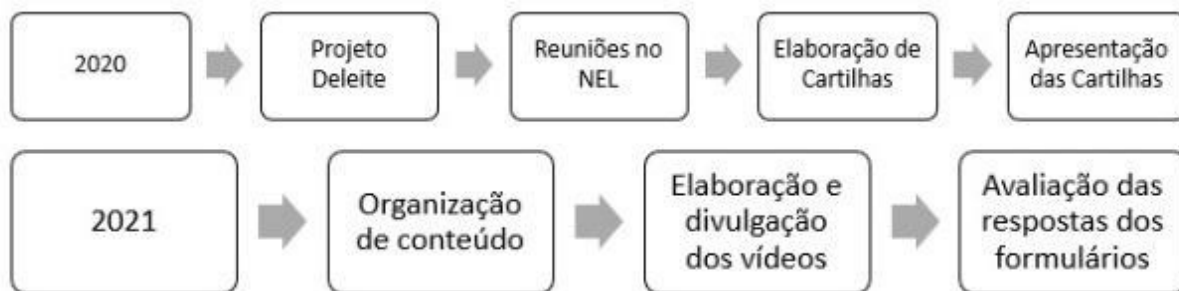 2020
Projeto
Deleite
Reuniões no
NEL
Elaboração de
Cartilhas
Apresentação
das Cartilhas
2021
Organização
de conteúdo
Elaboração e
divulgação
dos vídeos
Avaliação das
respostas dos
formulários